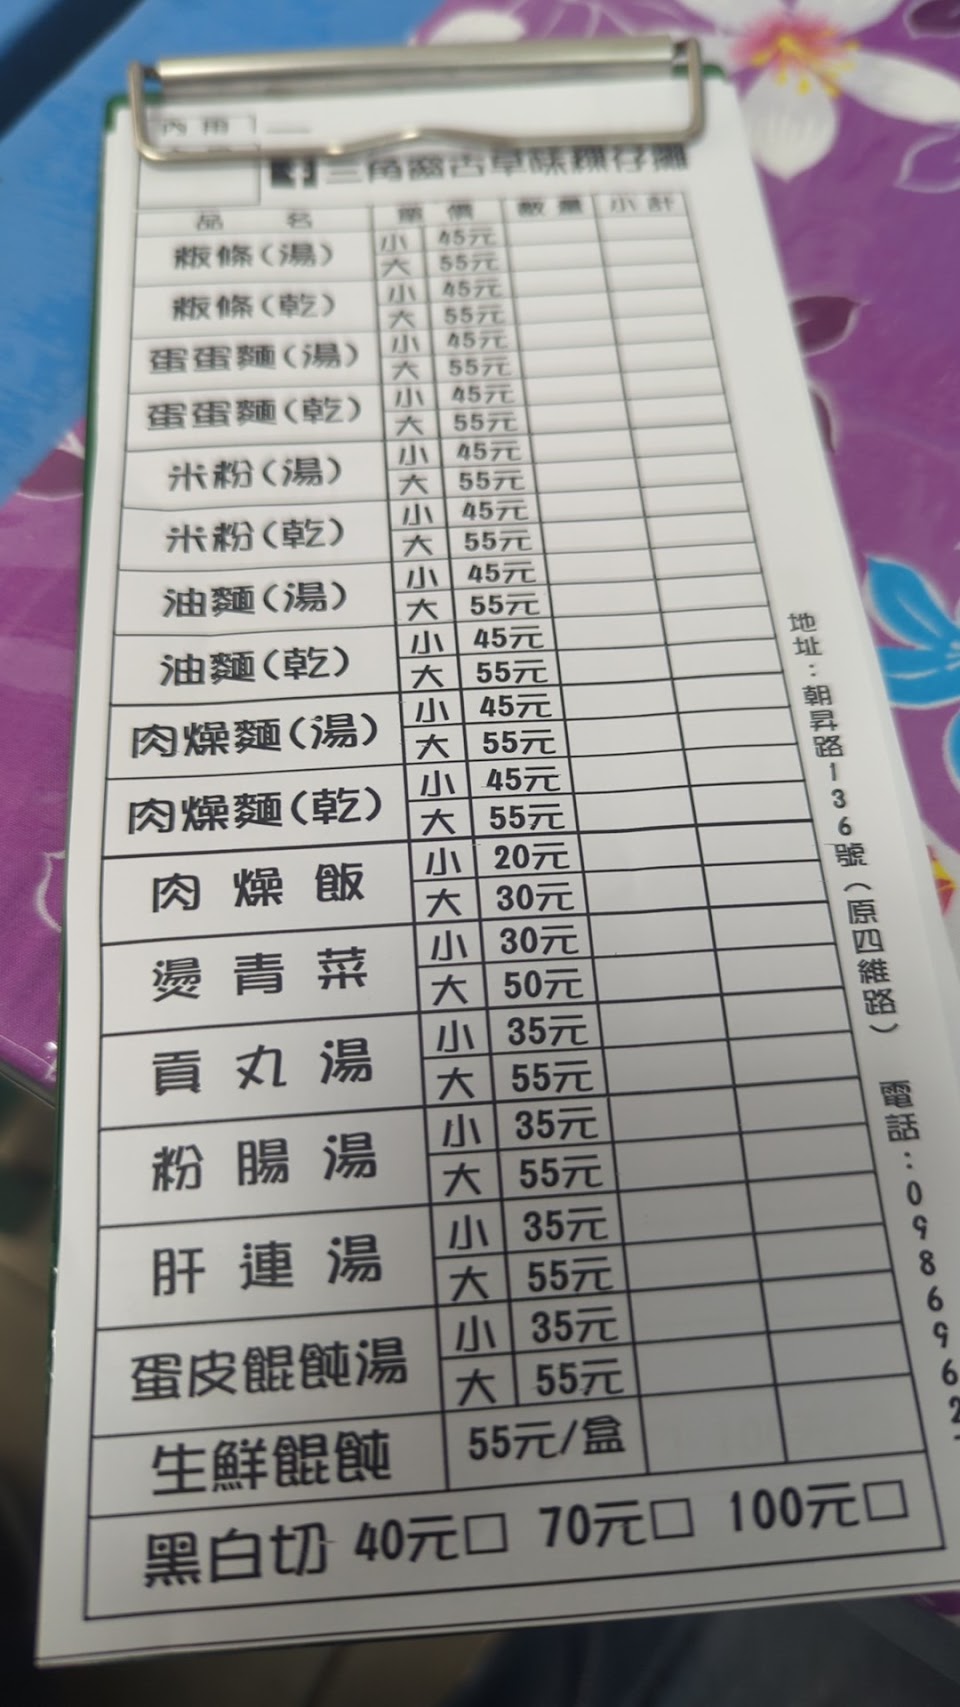 內用
三角窗古早味粿仔攤
品名 單價 數量 小計
粄條(湯) 小 45元
大 55元
粄條(乾) 小 45元
大 55元
蛋蛋麵(湯) 小 45元
大 55元
蛋蛋麵(乾) 小 45元
大 55元
米粉(湯) 小 45元
大 55元
米粉(乾) 小 45元
大 55元
油麵(湯) 小 45元
大 55元
油麵(乾) 小 45元
大 55元
肉燥麵(湯) 小 45元
大 55元
肉燥麵(乾) 小 45元
大 55元
肉燥飯 小 20元
大 30元
燙青菜 小 30元
大 50元
貢丸湯 小 35元
大 55元
粉腸湯 小 35元
大 55元
肝連湯 小 35元
大 55元
蛋皮餛飩湯 小 35元
大 55元
生鮮餛飩 55元/盒
黑白切 40元□ 70元□ 100元□
地址:朝昇路136號(原四維路) 電話:0986962